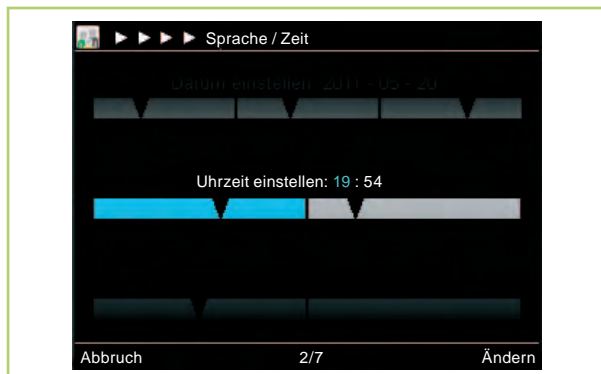 Sprache / Zeit
Datum einstellen: 2011 - 05 - 20
Uhrzeit einstellen: 19 : 54
Abbruch 2/7 Ändern